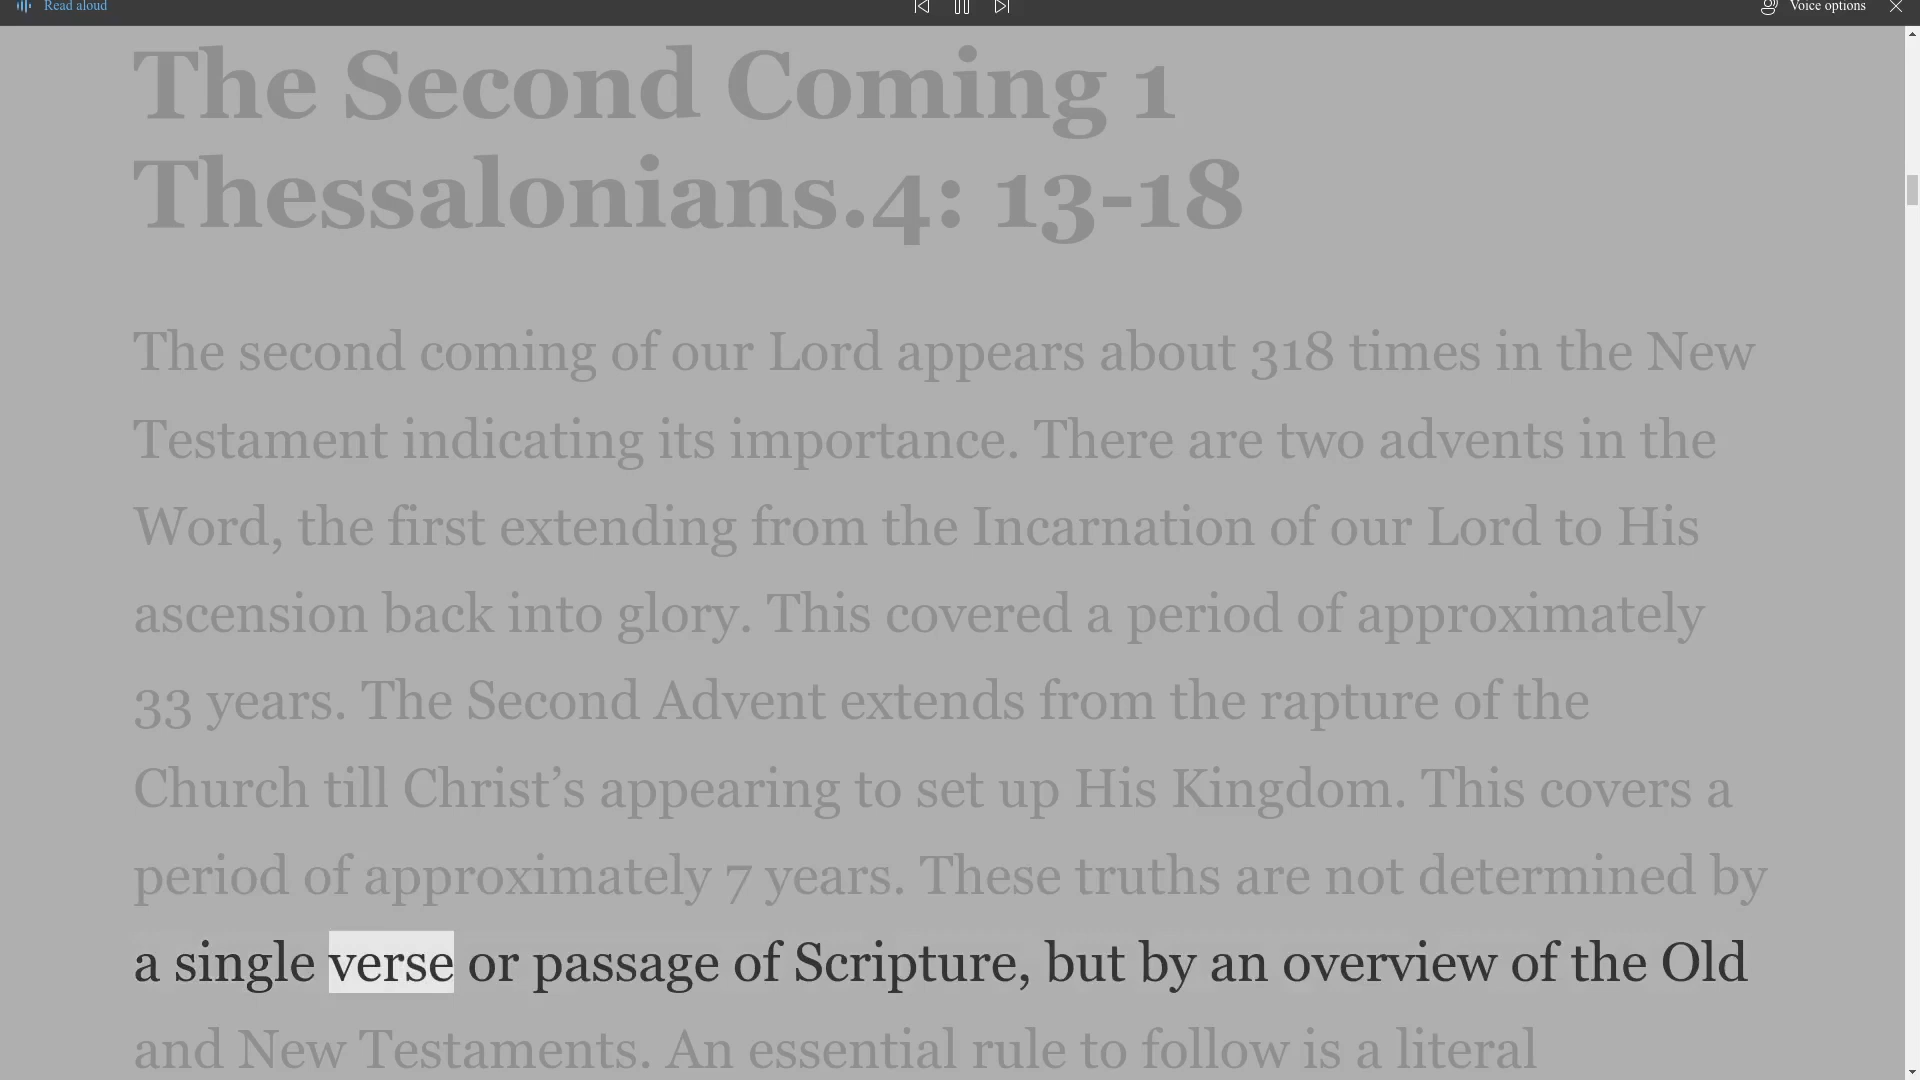 Read aloud
Voice options
The Second Coming 1
Thessalonians.4: 13-18
The second coming of our Lord appears about 318 times in the New
Testament indicating its importance. There are two advents in the
Word, the first extending from the Incarnation of our Lord to His
ascension back into glory. This covered a period of approximately
33 years. The Second Advent extends from the rapture of the
Church till Christ’s appearing to set up His Kingdom. This covers a
period of approximately 7 years. These truths are not determined by
a single verse or passage of Scripture, but by an overview of the Old
and New Testaments. An essential rule to follow is a literal